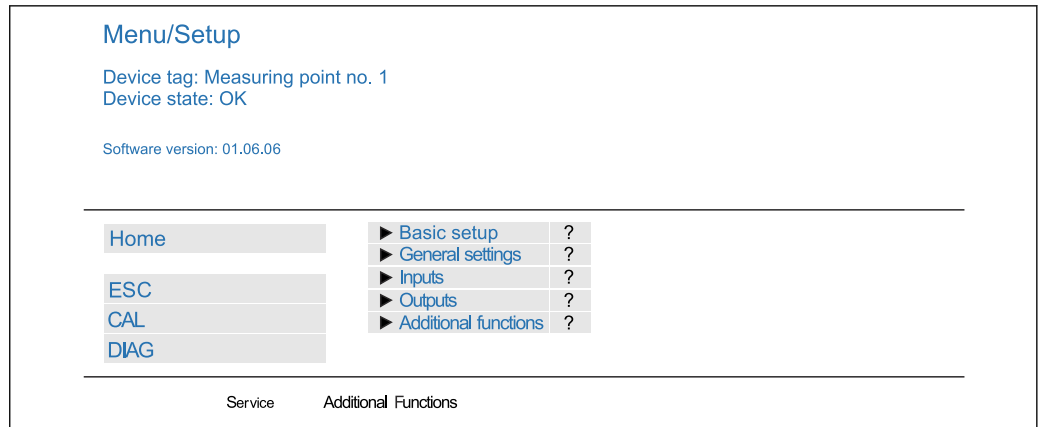 Menu/Setup
Device tag: Measuring point no. 1
Device state: OK
Software version: 01.06.06
Home
ESC
CAL
DIAG
▶ Basic setup ?
▶ General settings ?
▶ Inputs ?
▶ Outputs ?
▶ Additional functions ?
Service Additional Functions